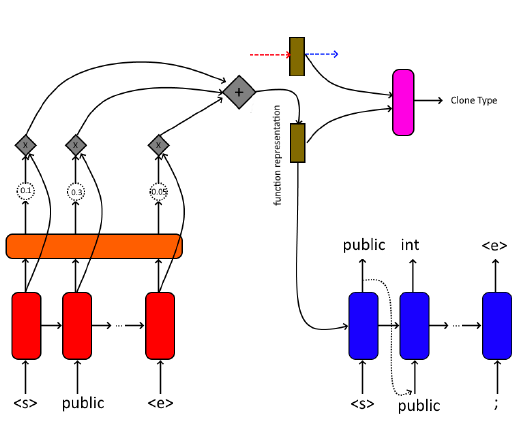 +
Clone Type
function representation
x
x
x
0.1
0.3
0.05
public
int
<e>
...
...
<s>
public
<e>
<s>
public
;